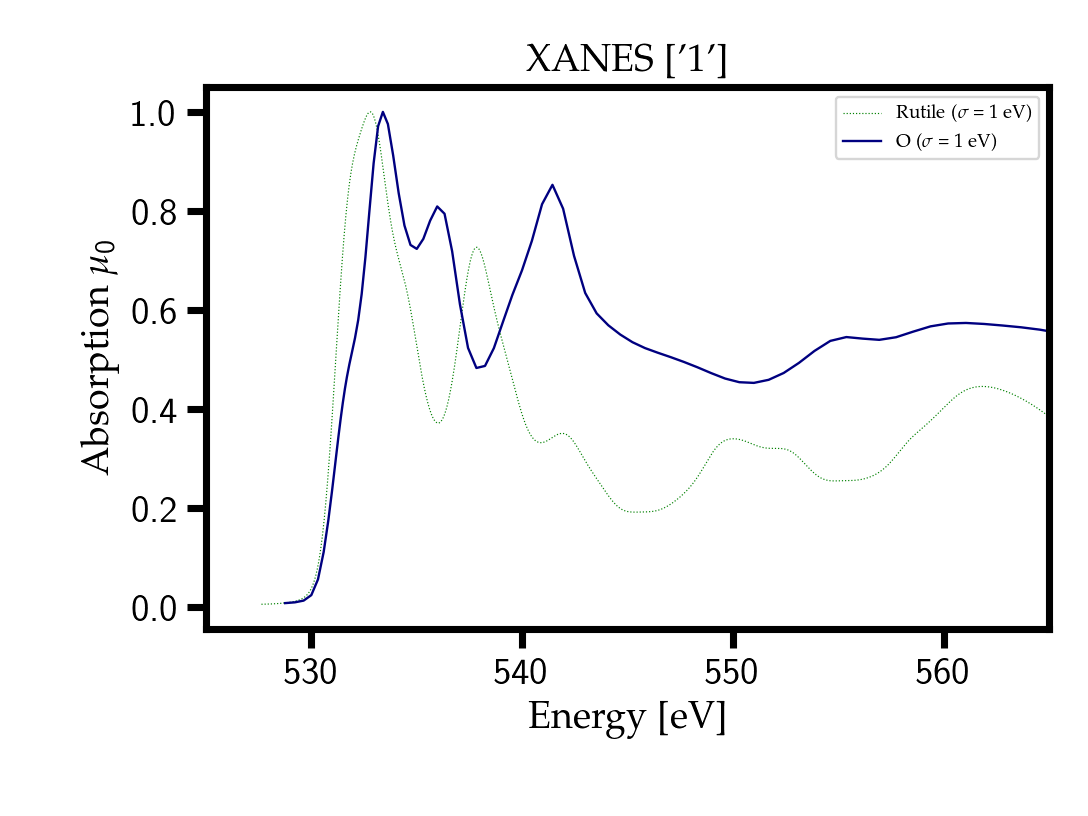 XANES ['1']
Rutile (σ = 1 eV)
O (σ = 1 eV)
1.0
0.8
0.6
0.4
0.2
0.0
Absorption μ₀
530
540
550
560
Energy [eV]